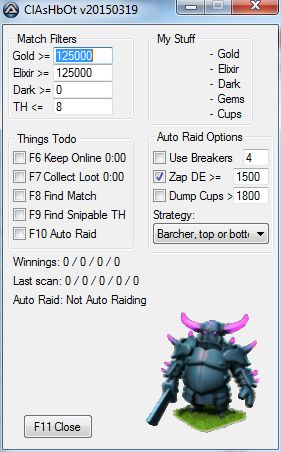 ClAsHbOt v20150319
Match Filters
Gold >= 125000
Elixir >= 125000
Dark >= 0
TH <= 8
My Stuff
- Gold
- Elixir
- Dark
- Gems
- Cups
Things Todo
F6 Keep Online 0:00
F7 Collect Loot 0:00
F8 Find Match
F9 Find Snipable TH
F10 Auto Raid
Auto Raid Options
Use Breakers 4
Zap DE >= 1500
Dump Cups > 1800
Strategy:
Barcher, top or botto
Winnings: 0 / 0 / 0 / 0
Last scan: 0 / 0 / 0 / 0 / 0
Auto Raid: Not Auto Raiding
F11 Close